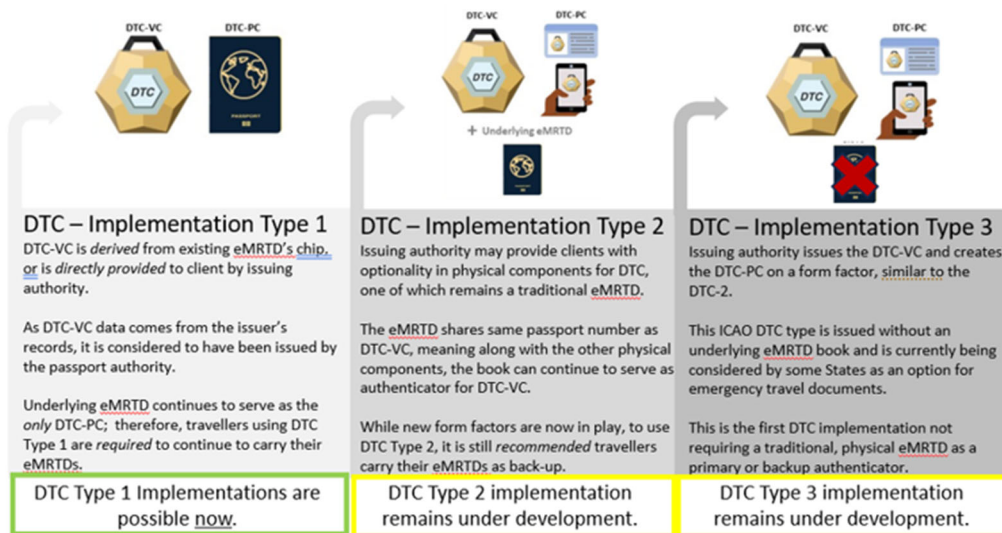 DTC-VC
DTC-PC
DTC
PASSPORT
DTC – Implementation Type 1
DTC-VC is derived from existing eMRTD's chip,
or is directly provided to client by issuing
authority.
As DTC-VC data comes from the issuer's
records, it is considered to have been issued by
the passport authority.
Underlying eMRTD continues to serve as the
only DTC-PC; therefore, travellers using DTC
Type 1 are required to continue to carry their
eMRTDs.
DTC Type 1 Implementations are
possible now.
DTC-VC
DTC-PC
DTC
+ Underlying eMRTD
DTC – Implementation Type 2
Issuing authority may provide clients with
optionality in physical components for DTC,
one of which remains a traditional eMRTD.
The eMRTD shares same passport number as
DTC-VC, meaning along with the other physical
components, the book can continue to serve as
authenticator for DTC-VC.
While new form factors are now in play, to use
DTC Type 2, it is still recommended travellers
carry their eMRTDs as back-up.
DTC Type 2 implementation
remains under development.
DTC-VC
DTC-PC
DTC
DTC – Implementation Type 3
Issuing authority issues the DTC-VC and creates
the DTC-PC on a form factor, similar to the
DTC-2.
This ICAO DTC type is issued without an
underlying eMRTD book and is currently being
considered by some States as an option for
emergency travel documents.
This is the first DTC implementation not
requiring a traditional, physical eMRTD as a
primary or backup authenticator.
DTC Type 3 implementation
remains under development.